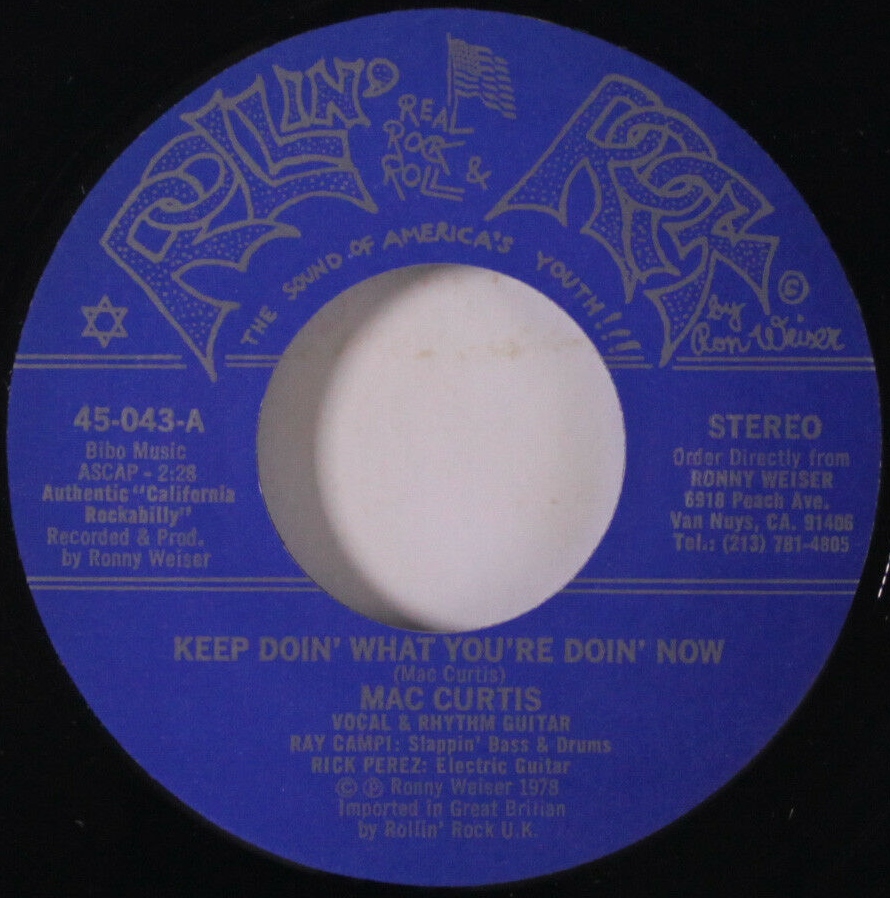 ROLLIN'
REAL
ROCK
ROLL &
ROCK
©
THE SOUND OF AMERICA'S YOUTH!!!
by
Ron Weiser
45-043-A
Bibo Music
ASCAP - 2:28
Authentic "California
Rockabilly"
Recorded & Prod.
by Ronny Weiser
STEREO
Order Directly from
RONNY WEISER
6918 Peach Ave.
Van Nuys, CA. 91406
Tel.: (213) 781-4805
KEEP DOIN' WHAT YOU'RE DOIN' NOW
(Mac Curtis)
MAC CURTIS
VOCAL & RHYTHM GUITAR
RAY CAMPI: Slappin' Bass & Drums
RICK PEREZ: Electric Guitar
© ℗ Ronny Weiser 1978
Imported in Great Britian
by Rollin' Rock U.K.